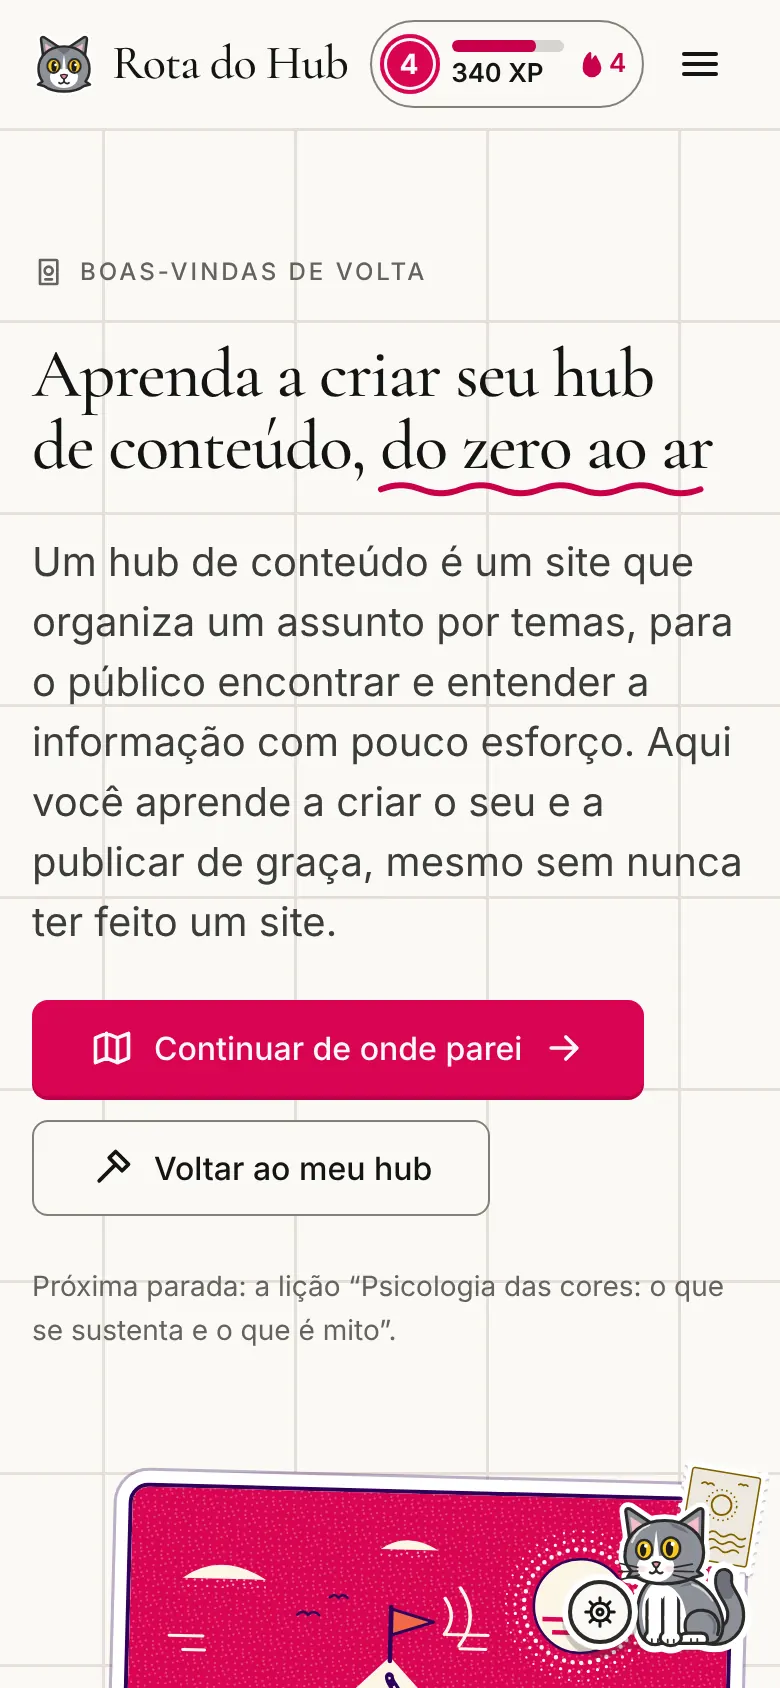 Rota do Hub
4
340 XP
4
BOAS-VINDAS DE VOLTA
Aprenda a criar seu hub
de conteúdo, do zero ao ar
Um hub de conteúdo é um site que
organiza um assunto por temas, para
o público encontrar e entender a
informação com pouco esforço. Aqui
você aprende a criar o seu e a
publicar de graça, mesmo sem nunca
ter feito um site.
Continuar de onde parei
Voltar ao meu hub
Próxima parada: a lição “Psicologia das cores: o que
se sustenta e o que é mito”.